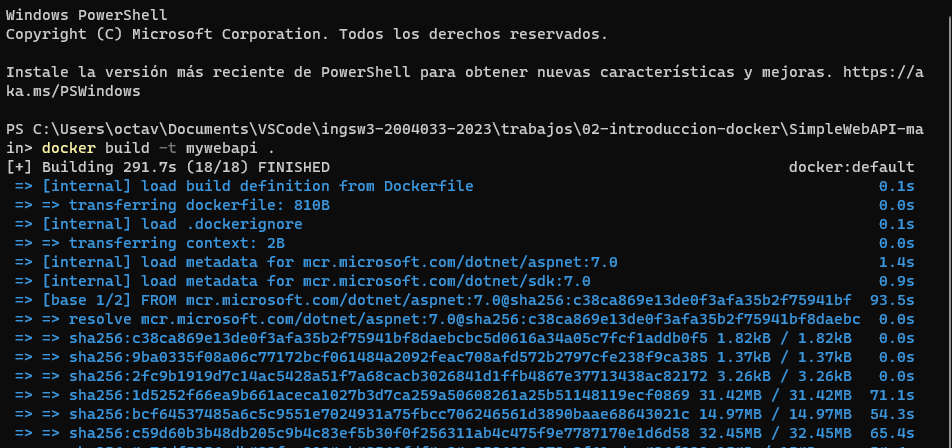 Windows PowerShell
Copyright (C) Microsoft Corporation. Todos los derechos reservados.
Instale la versión más reciente de PowerShell para obtener nuevas características y mejoras. https://a
ka.ms/PSWindows
PS C:\Users\octav\Documents\VSCode\ingsw3-2004033-2023\trabajos\02-introduccion-docker\SimpleWebAPI-ma
in> docker build -t mywebapi .
[+] Building 291.7s (18/18) FINISHED docker:default
=> [internal] load build definition from Dockerfile 0.1s
=> => transferring dockerfile: 810B 0.0s
=> [internal] load .dockerignore 0.0s
=> => transferring context: 2B 0.0s
=> [internal] load metadata for mcr.microsoft.com/dotnet/aspnet:7.0 1.4s
=> [internal] load metadata for mcr.microsoft.com/dotnet/sdk:7.0 0.9s
=> [base 1/2] FROM mcr.microsoft.com/dotnet/aspnet:7.0@sha256:c38ca869e13de0f3afa35b2f75941bf 93.5s
=> => resolve mcr.microsoft.com/dotnet/aspnet:7.0@sha256:c38ca869e13de0f3afa35b2f75941bf8daebc 0.0s
=> => sha256:c38ca869e13de0f3afa35b2f75941bf8daebcbc5d0616a34a05c7fcf1addb0f5 1.82kB / 1.82kB 0.0s
=> => sha256:9ba0335f08a06c77172bcf061484a2092feac708afd572b2797cfe238f9ca385 1.37kB / 1.37kB 0.0s
=> => sha256:2fc9b1919d7c14ac5428a51f7a68cacb3026841d1ffb4867e37713438ac82172 3.26kB / 3.26kB 0.0s
=> => sha256:1d5252f66ea9b661aceca1027b3d7ca259a50608261a25b51148119ecf0869 31.42MB / 31.42MB 71.1s
=> => sha256:bcf64537485a6c5c9551e7024931a75fbcc706246561d3890baae68643021c 14.97MB / 14.97MB 54.3s
=> => sha256:c59d60b3b48db205c9b4c83ef5b30f0f256311ab4c475f9e7787170e1d6d58 32.45MB / 32.45MB 65.4s